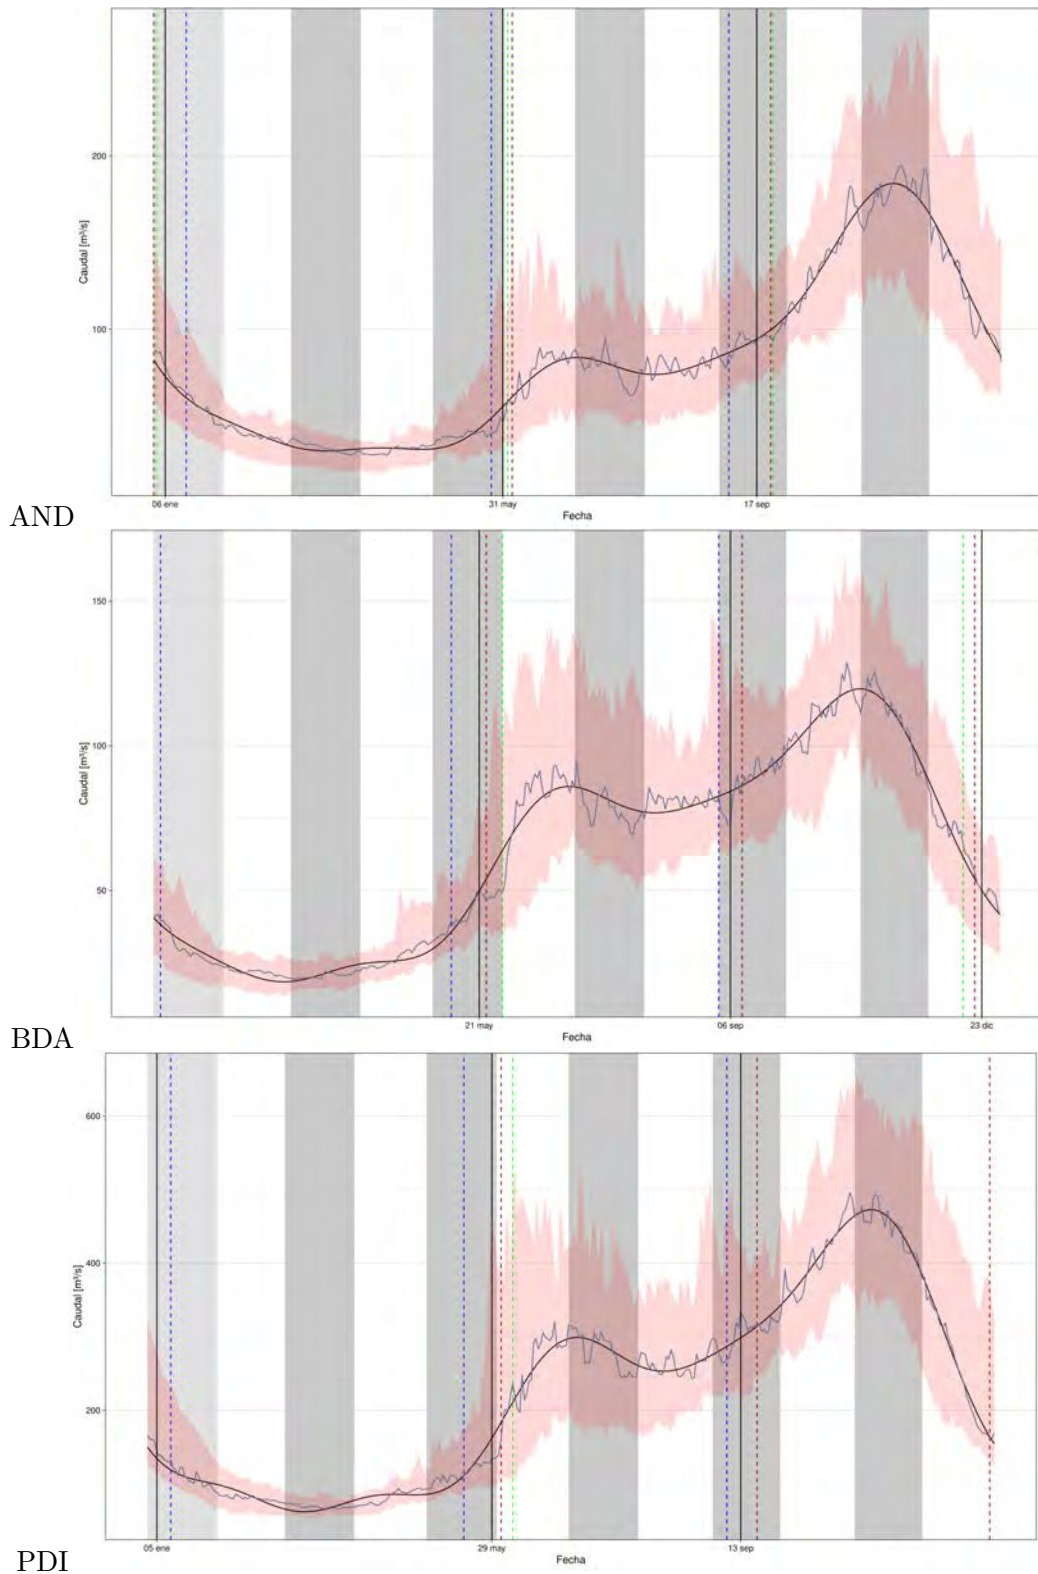 200
100
Caudal [m³/s]
06 ene 31 may 17 sep
Fecha
AND
150
100
50
Caudal [m³/s]
21 may 06 sep 23 dic
Fecha
BDA
600
400
200
Caudal [m³/s]
05 ene 29 may 13 sep
Fecha
PDI